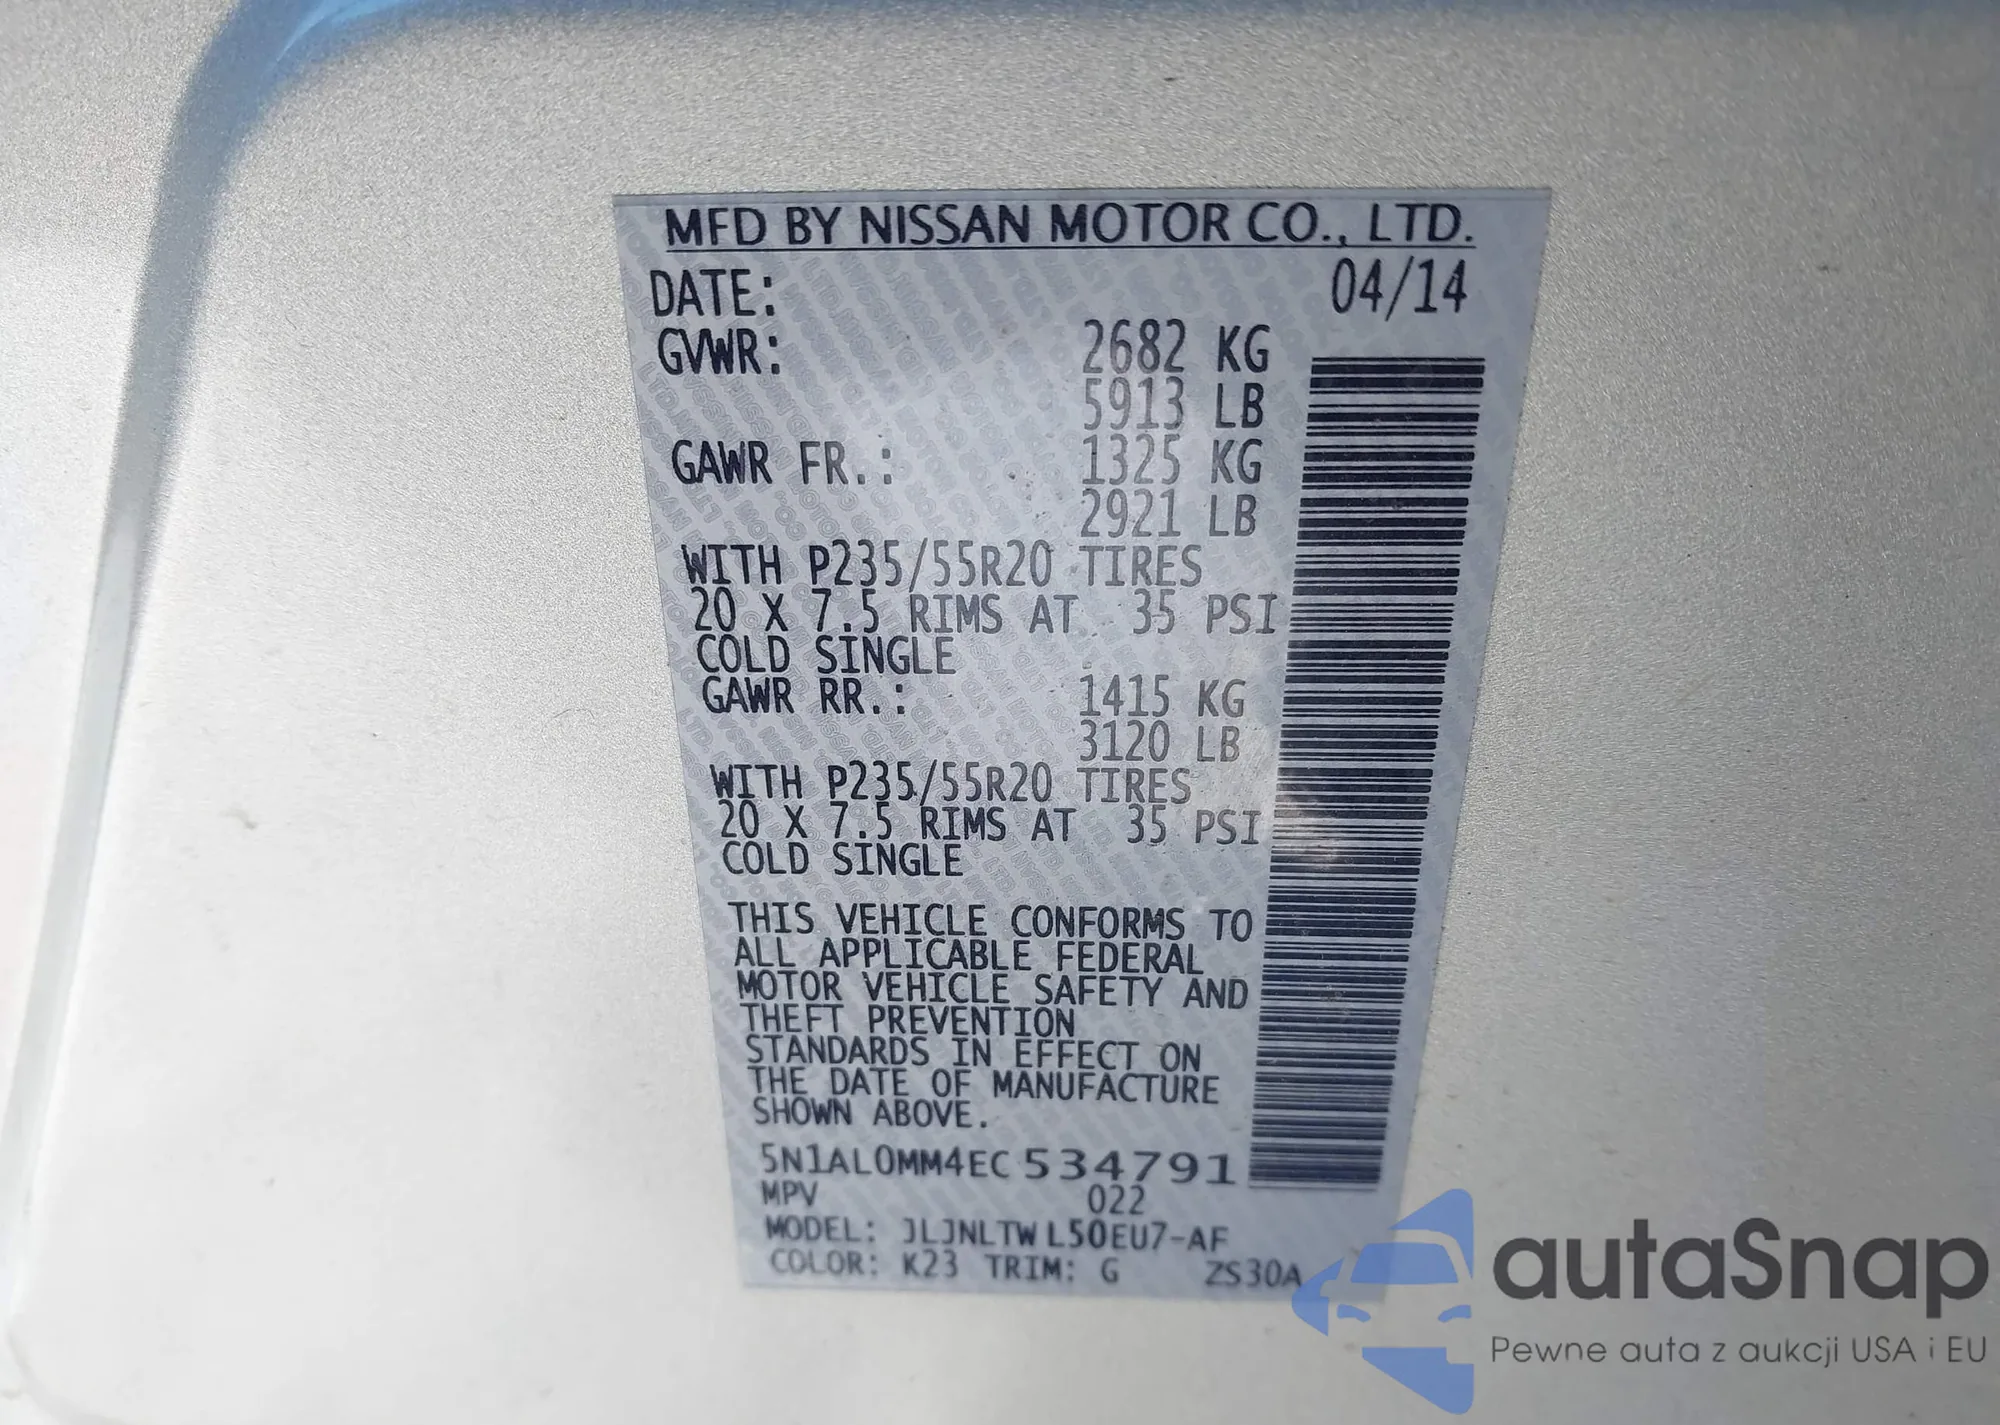 MFD BY NISSAN MOTOR CO., LTD.
DATE: 04/14
GVWR: 2682 KG
5913 LB
GAWR FR.: 1325 KG
2921 LB
WITH P235/55R20 TIRES
20 X 7.5 RIMS AT 35 PSI
COLD SINGLE
GAWR RR.: 1415 KG
3120 LB
WITH P235/55R20 TIRES
20 X 7.5 RIMS AT 35 PSI
COLD SINGLE
THIS VEHICLE CONFORMS TO
ALL APPLICABLE FEDERAL
MOTOR VEHICLE SAFETY AND
THEFT PREVENTION
STANDARDS IN EFFECT ON
THE DATE OF MANUFACTURE
SHOWN ABOVE.
5N1AL0MM4EC534791
MPV 022
MODEL: JLJNLTW L50EU7-AF
COLOR: K23 TRIM: G ZS30A
autaSnap
Pewne auta z aukcji USA i EU